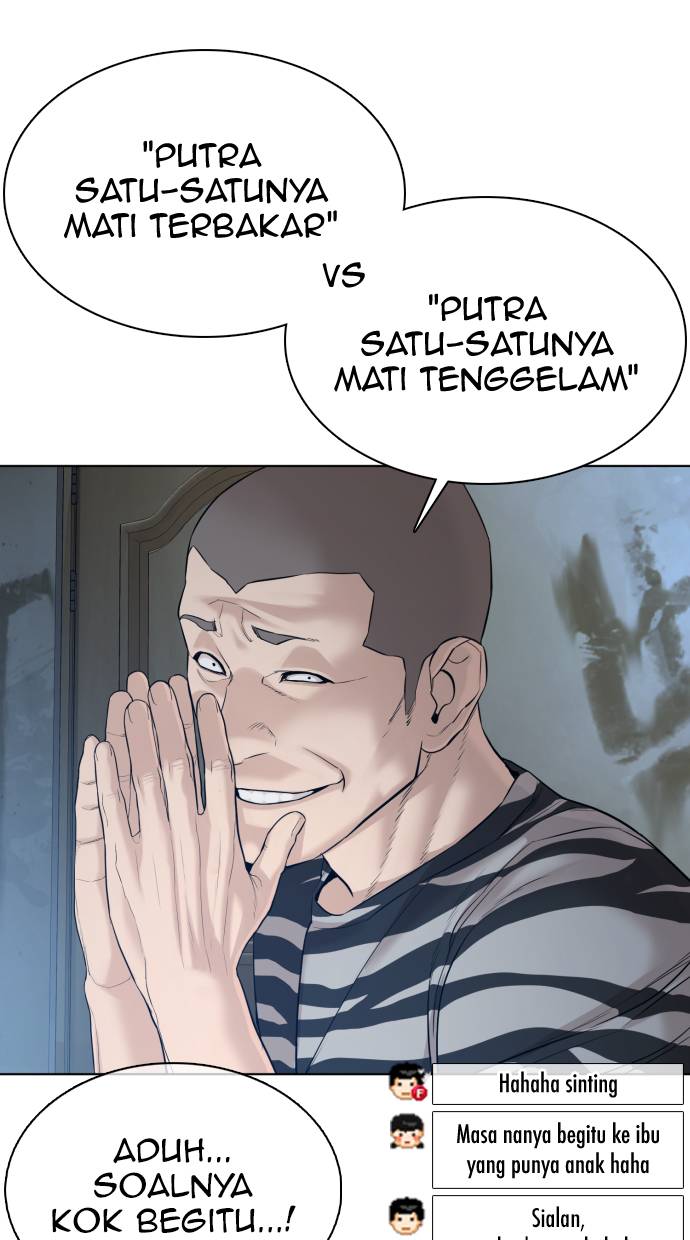 "PUTRA
SATU-SATUNYA
MATI TERBAKAR"
VS
"PUTRA
SATU-SATUNYA
MATI TENGGELAM"
F
Hahaha sinting
Masa nanya begitu ke ibu
yang punya anak haha
ADUH...
SOALNYA
KOK BEGITU...!
Sialan,